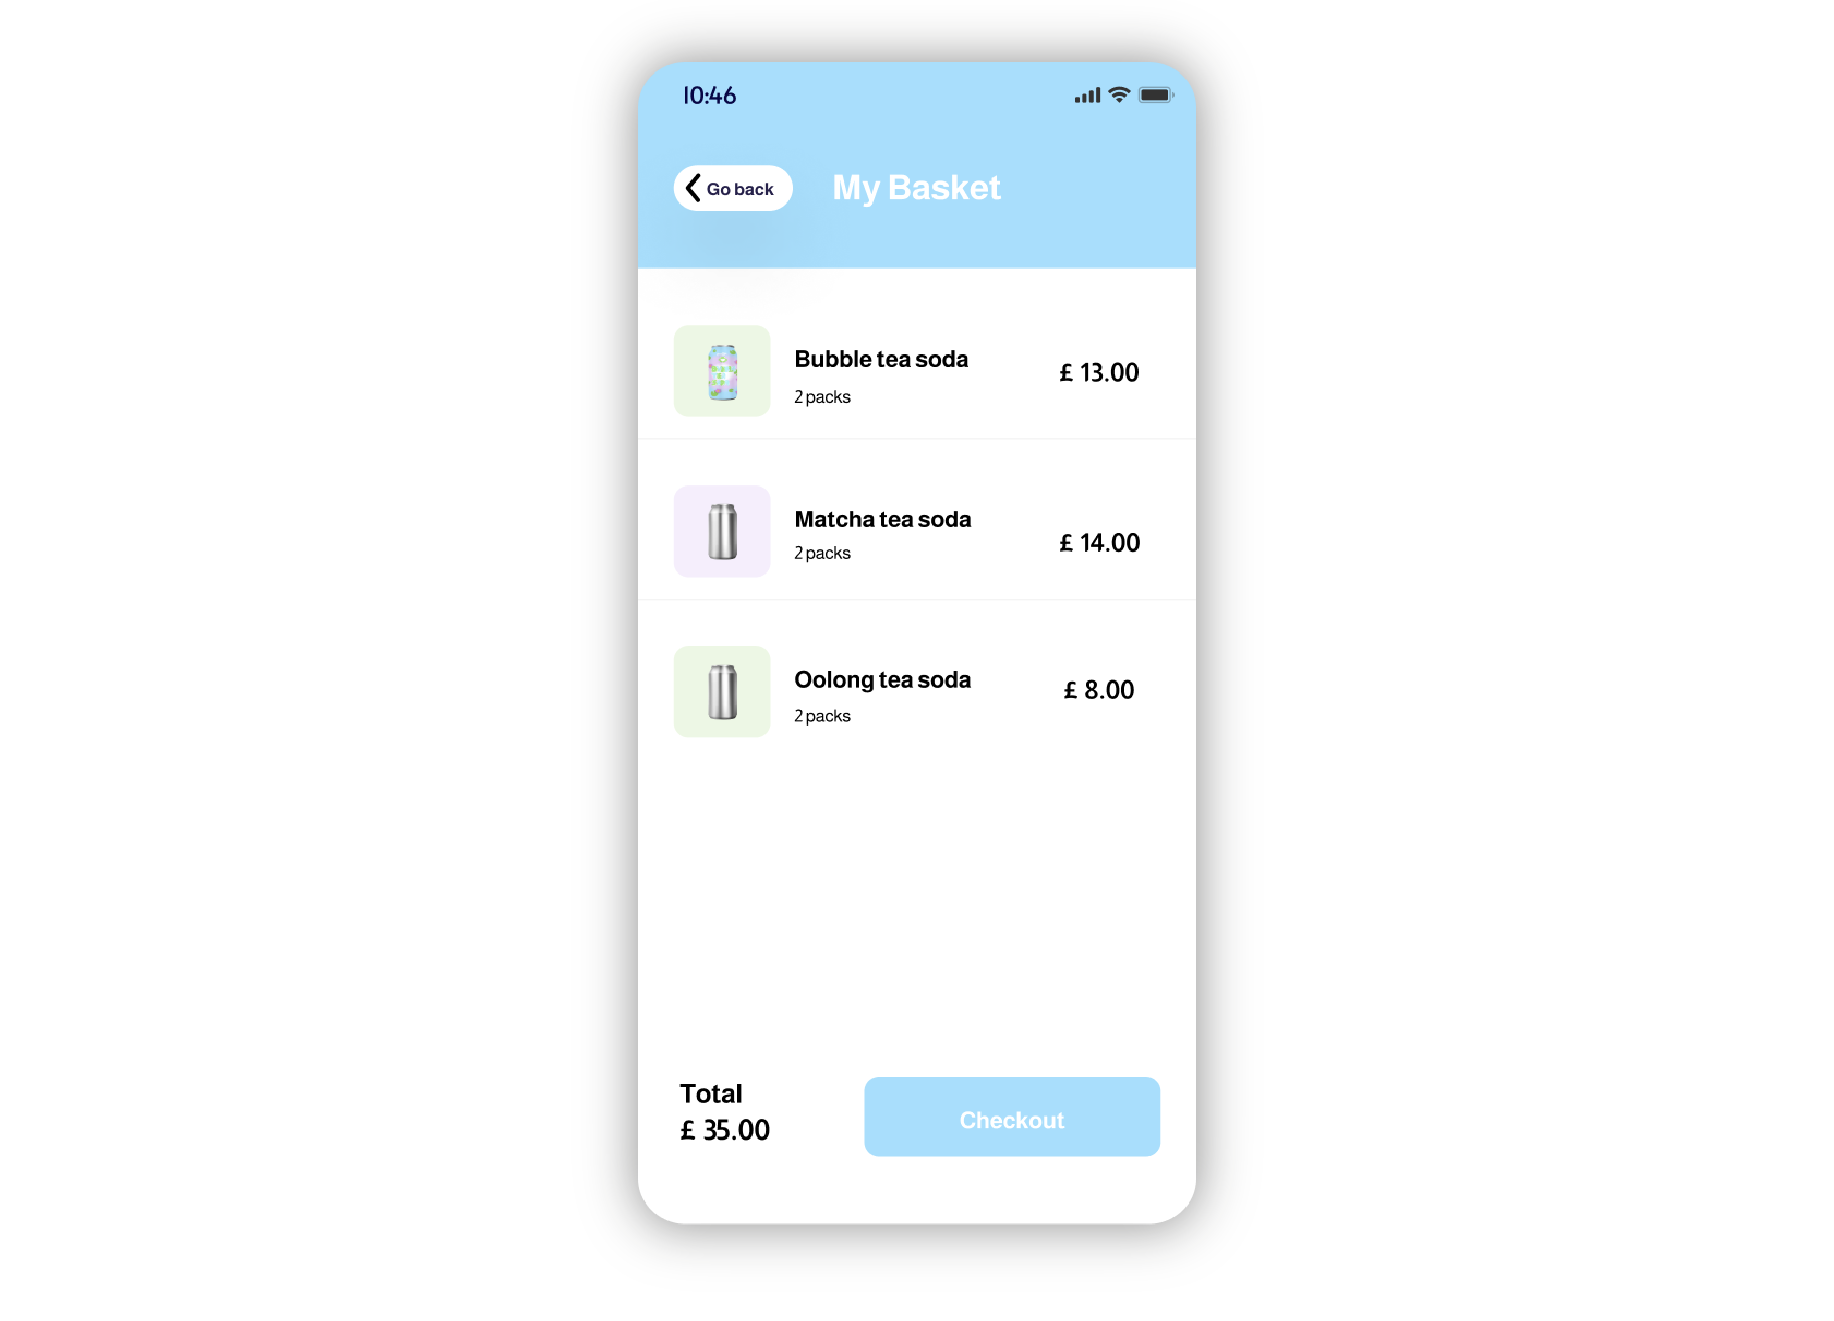 10:46
Go back
My Basket
Bubble tea soda
2 packs
£ 13.00
Matcha tea soda
2 packs
£ 14.00
Oolong tea soda
2 packs
£ 8.00
Total
£ 35.00
Checkout